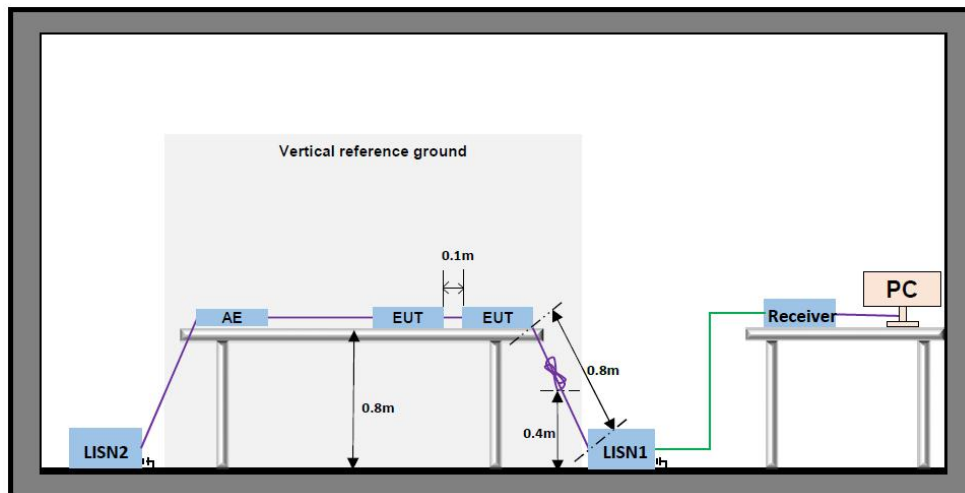 Vertical reference ground
0.1m
PC
AE
EUT
EUT
Receiver
0.8m
0.8m
0.4m
LISN2
LISN1